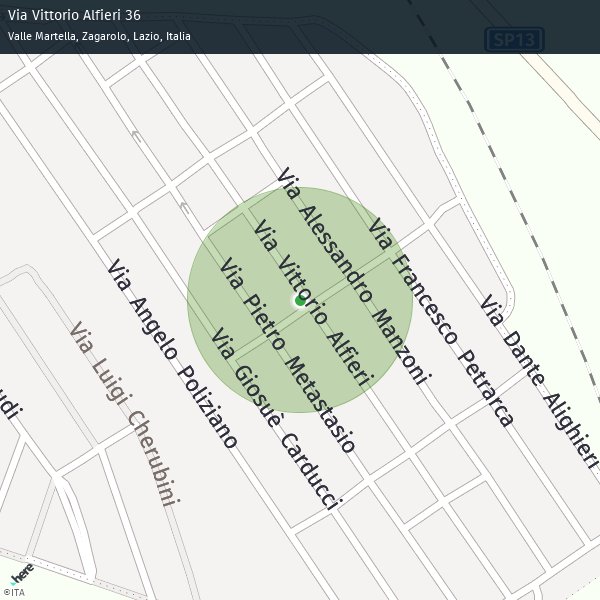 Via Vittorio Alfieri 36
Valle Martella, Zagarolo, Lazio, Italia
SP13
Via Alessandro Manzoni
Via Francesco Petrarca
Via Vittorio Alfieri
Via Pietro Metastasio
Via Angelo Poliziano
Via Dante Alighieri
Via Luigi Cherubini
Via Giosuè Carducci
udi
here
©ITA